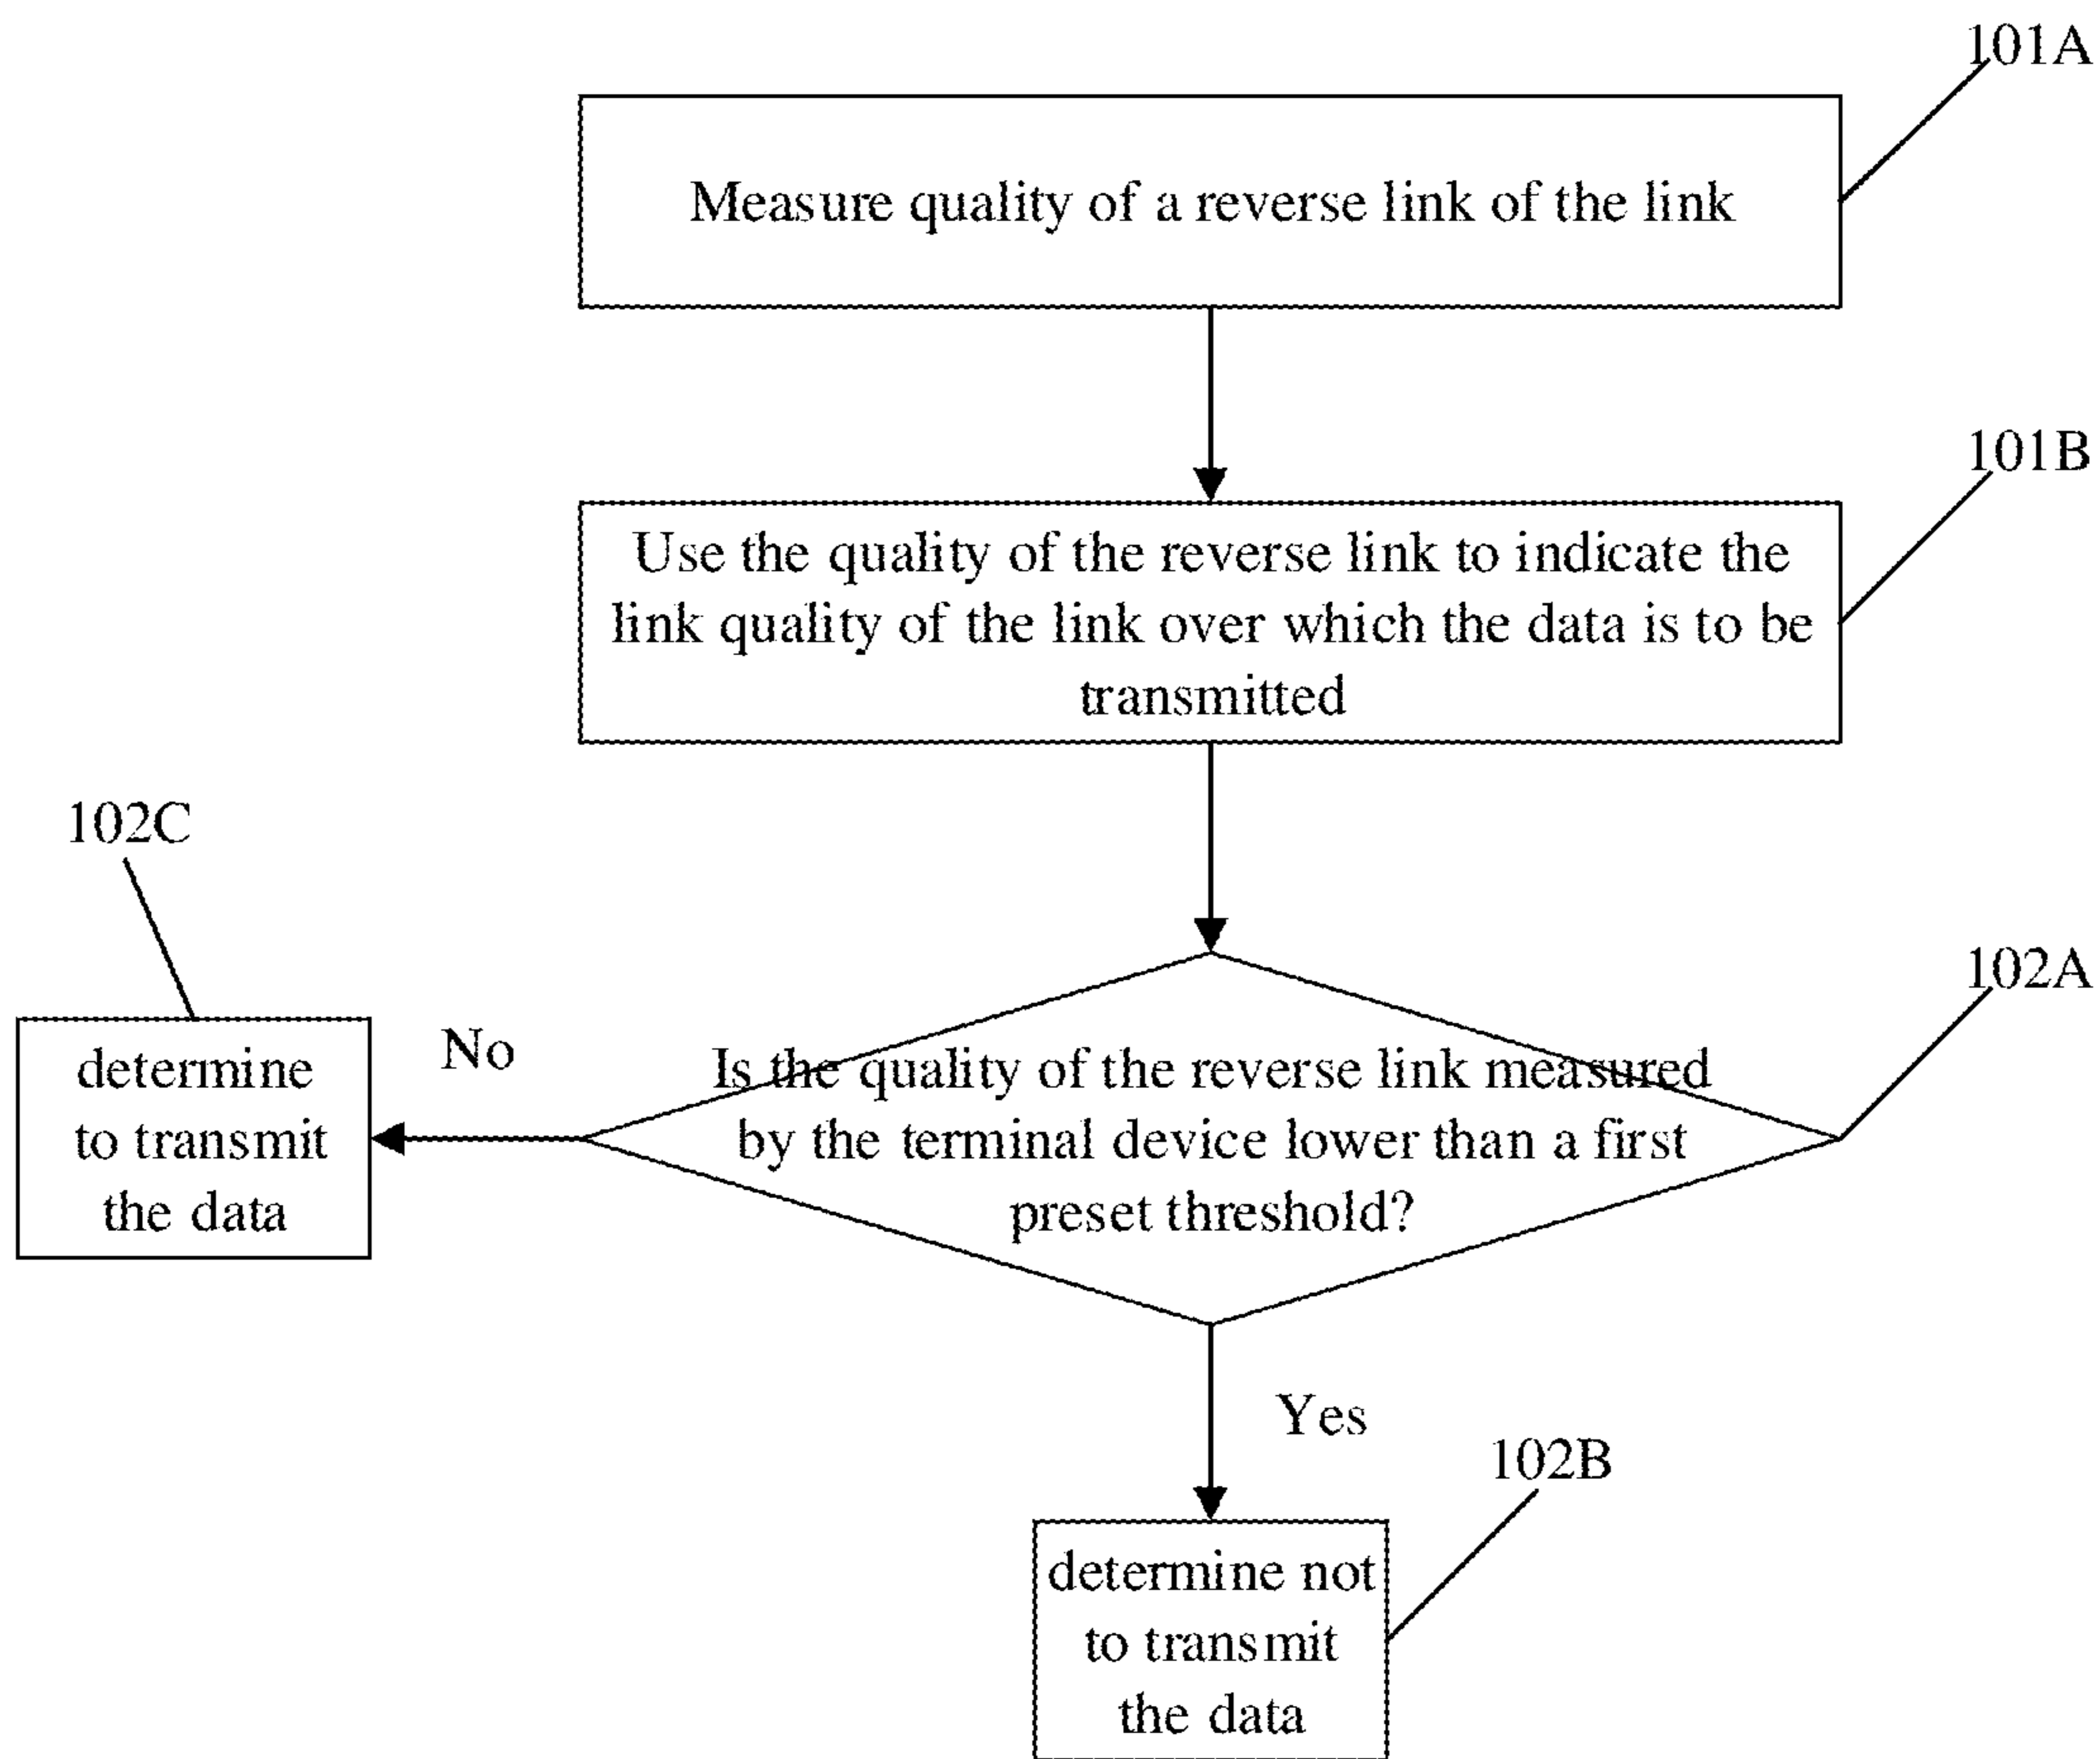 101A
Measure quality of a reverse link of the link
101B
Use the quality of the reverse link to indicate the
link quality of the link over which the data is to be
transmitted
102C
102A
determine
to transmit
the data
No
Is the quality of the reverse link measured
by the terminal device lower than a first
preset threshold?
Yes
102B
determine not
to transmit
the data